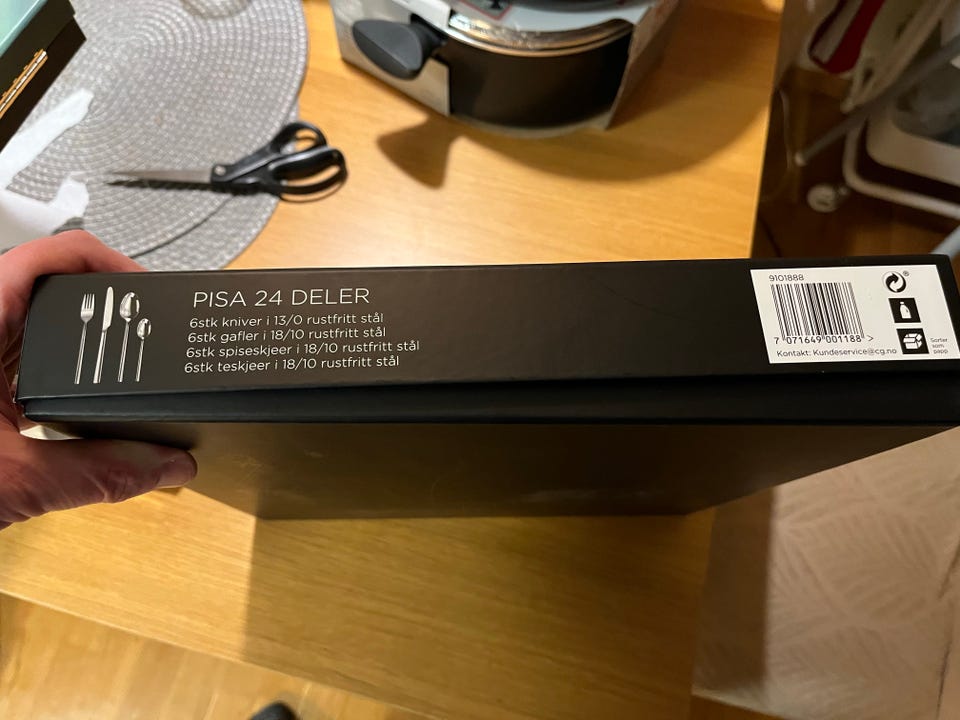 PISA 24 DELER
6stk kniver i 13/0 rustfritt stål
6stk gafler i 18/10 rustfritt stål
6stk spiseskjeer i 18/10 rustfritt stål
6stk teskjeer i 18/10 rustfritt stål
9101888
7 071649 001188 >
Kontakt: Kundeservice@cg.no
®
Sorter
som
papp